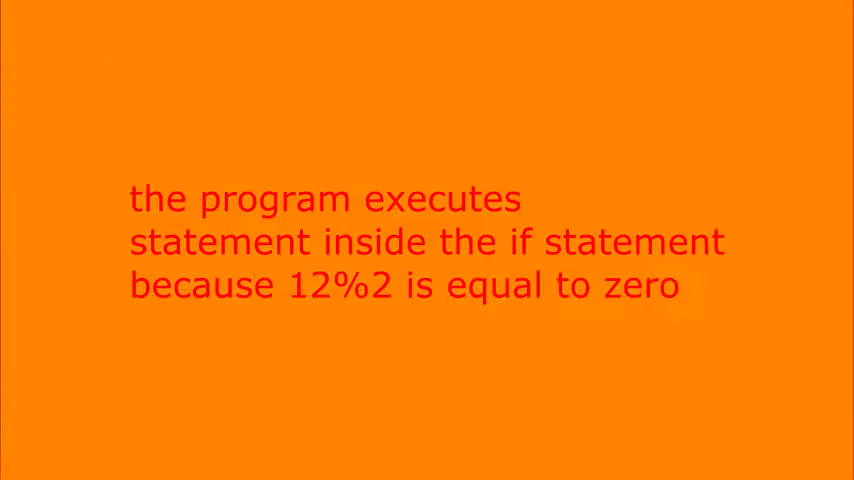 the program executes
statement inside the if statement
because 12%2 is equal to zero